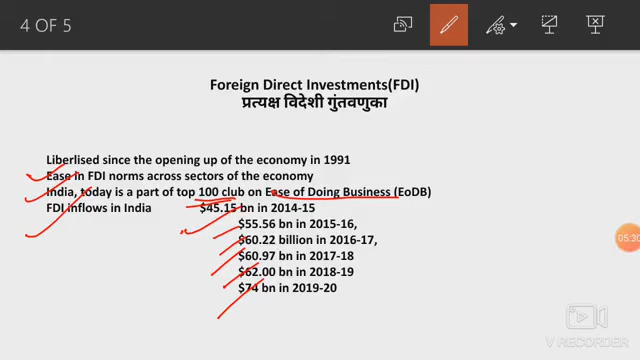 4 OF 5
Foreign Direct Investments(FDI)
प्रत्यक्ष विदेशी गुंतवणुका
Liberlised since the opening up of the economy in 1991
Ease in FDI norms across sectors of the economy
India, today is a part of top 100 club on Ease of Doing Business (EoDB)
FDI inflows in India $45.15 bn in 2014-15
$55.56 bn in 2015-16,
$60.22 billion in 2016-17,
$60.97 bn in 2017-18
$62.00 bn in 2018-19
$74 bn in 2019-20
05:30
V RECORDER